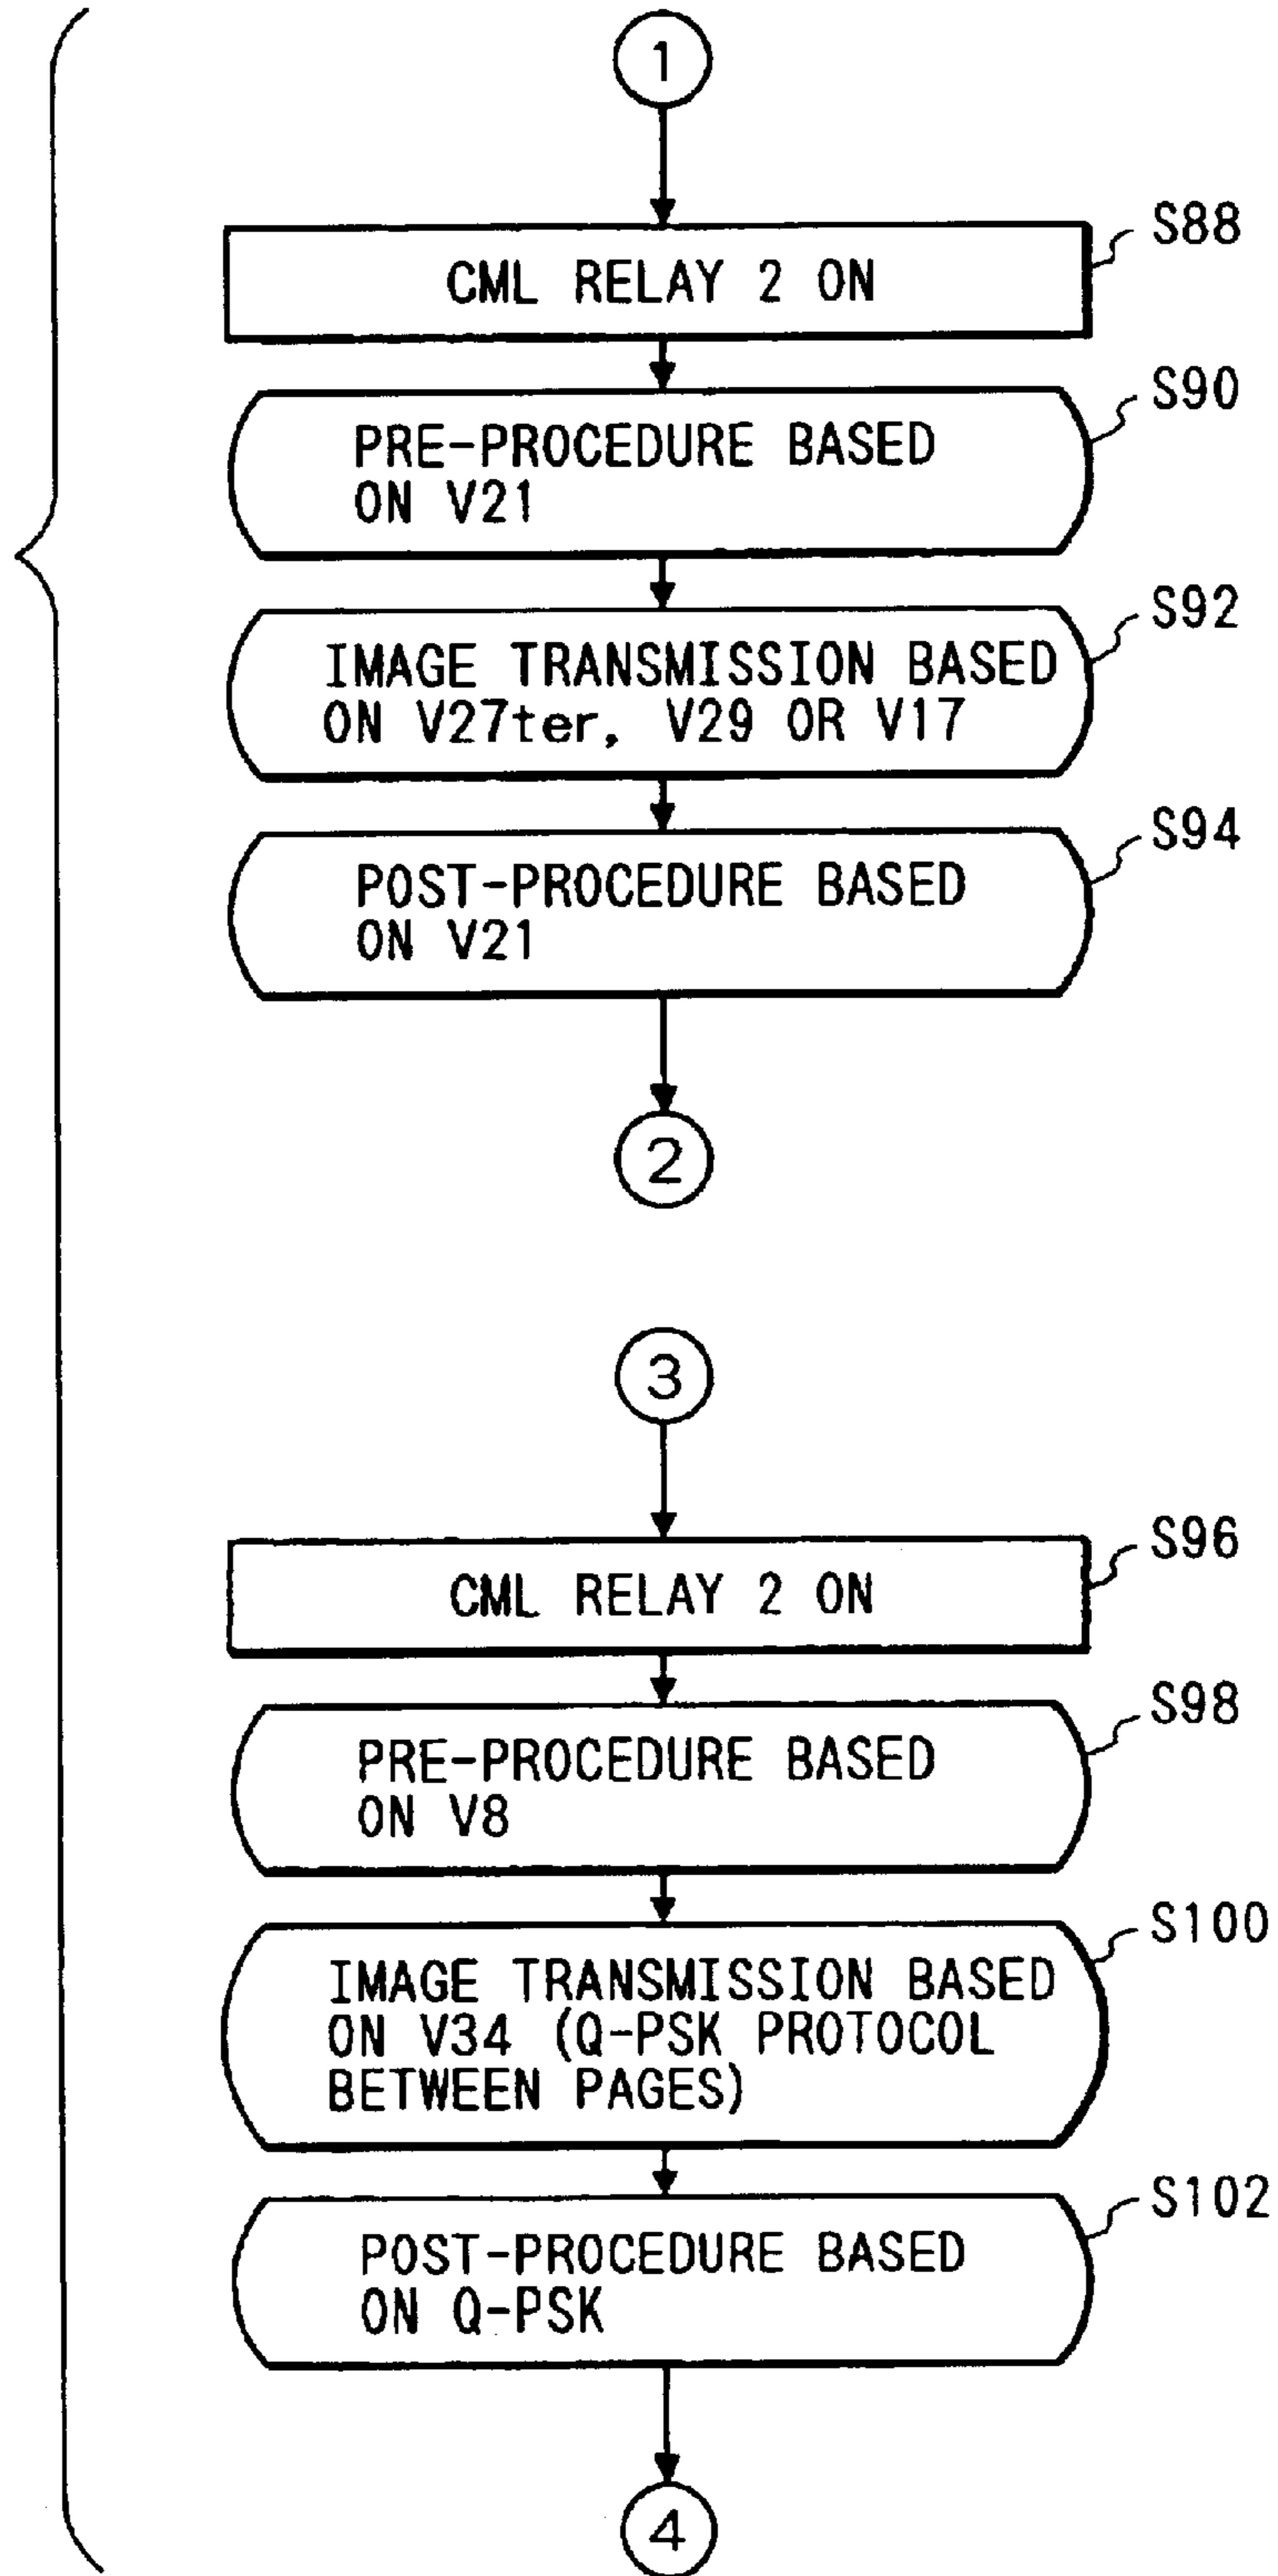 1
S88
CML RELAY 2 ON
S90
PRE-PROCEDURE BASED
ON V21
S92
IMAGE TRANSMISSION BASED
ON V27ter, V29 OR V17
S94
POST-PROCEDURE BASED
ON V21
2
3
S96
CML RELAY 2 ON
S98
PRE-PROCEDURE BASED
ON V8
S100
IMAGE TRANSMISSION BASED
ON V34 (Q-PSK PROTOCOL
BETWEEN PAGES)
S102
POST-PROCEDURE BASED
ON Q-PSK
4